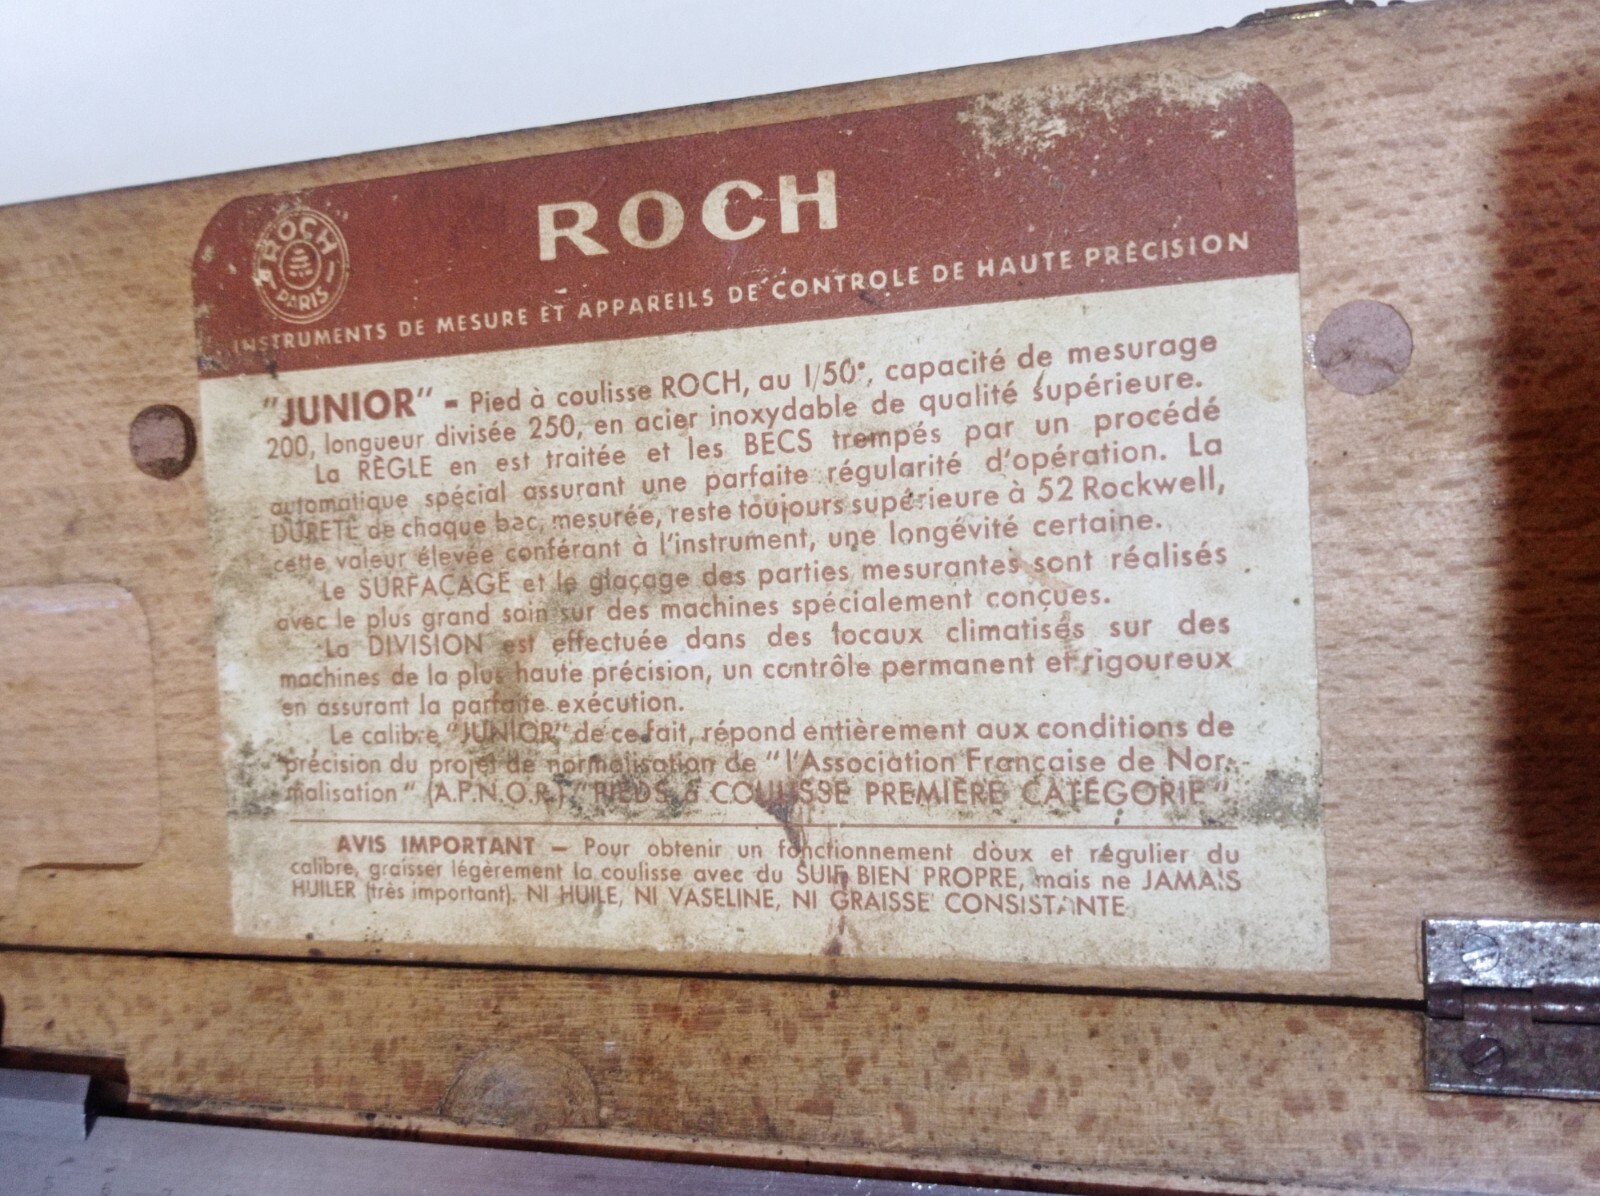 ROCH
PARIS
ROCH
INSTRUMENTS DE MESURE ET APPAREILS DE CONTROLE DE HAUTE PRÉCISION
"JUNIOR" - Pied à coulisse ROCH, au 1/50°, capacité de mesurage
200, longueur divisée 250, en acier inoxydable de qualité supérieure.
La RÈGLE en est traitée et les BECS trempés par un procédé
automatique spécial assurant une parfaite régularité d'opération. La
DURETÉ de chaque bec, mesurée, reste toujours supérieure à 52 Rockwell,
cette valeur élevée conférant à l'instrument, une longévité certaine.
Le SURFAÇAGE et le glaçage des parties mesurantes sont réalisés
avec le plus grand soin sur des machines spécialement conçues.
La DIVISION est effectuée dans des locaux climatisés sur des
machines de la plus haute précision, un contrôle permanent et rigoureux
en assurant la parfaite exécution.
Le calibre "JUNIOR" de ce fait, répond entièrement aux conditions de
précision du projet de normalisation de "l'Association Française de Nor-
malisation" (A.F.N.O.R.) "PIEDS à COULISSE PREMIÈRE CATÉGORIE"
AVIS IMPORTANT — Pour obtenir un fonctionnement doux et régulier du
calibre, graisser légèrement la coulisse avec du SUIF BIEN PROPRE, mais ne JAMAIS
HUILER (très important). NI HUILE, NI VASELINE, NI GRAISSE CONSISTANTE